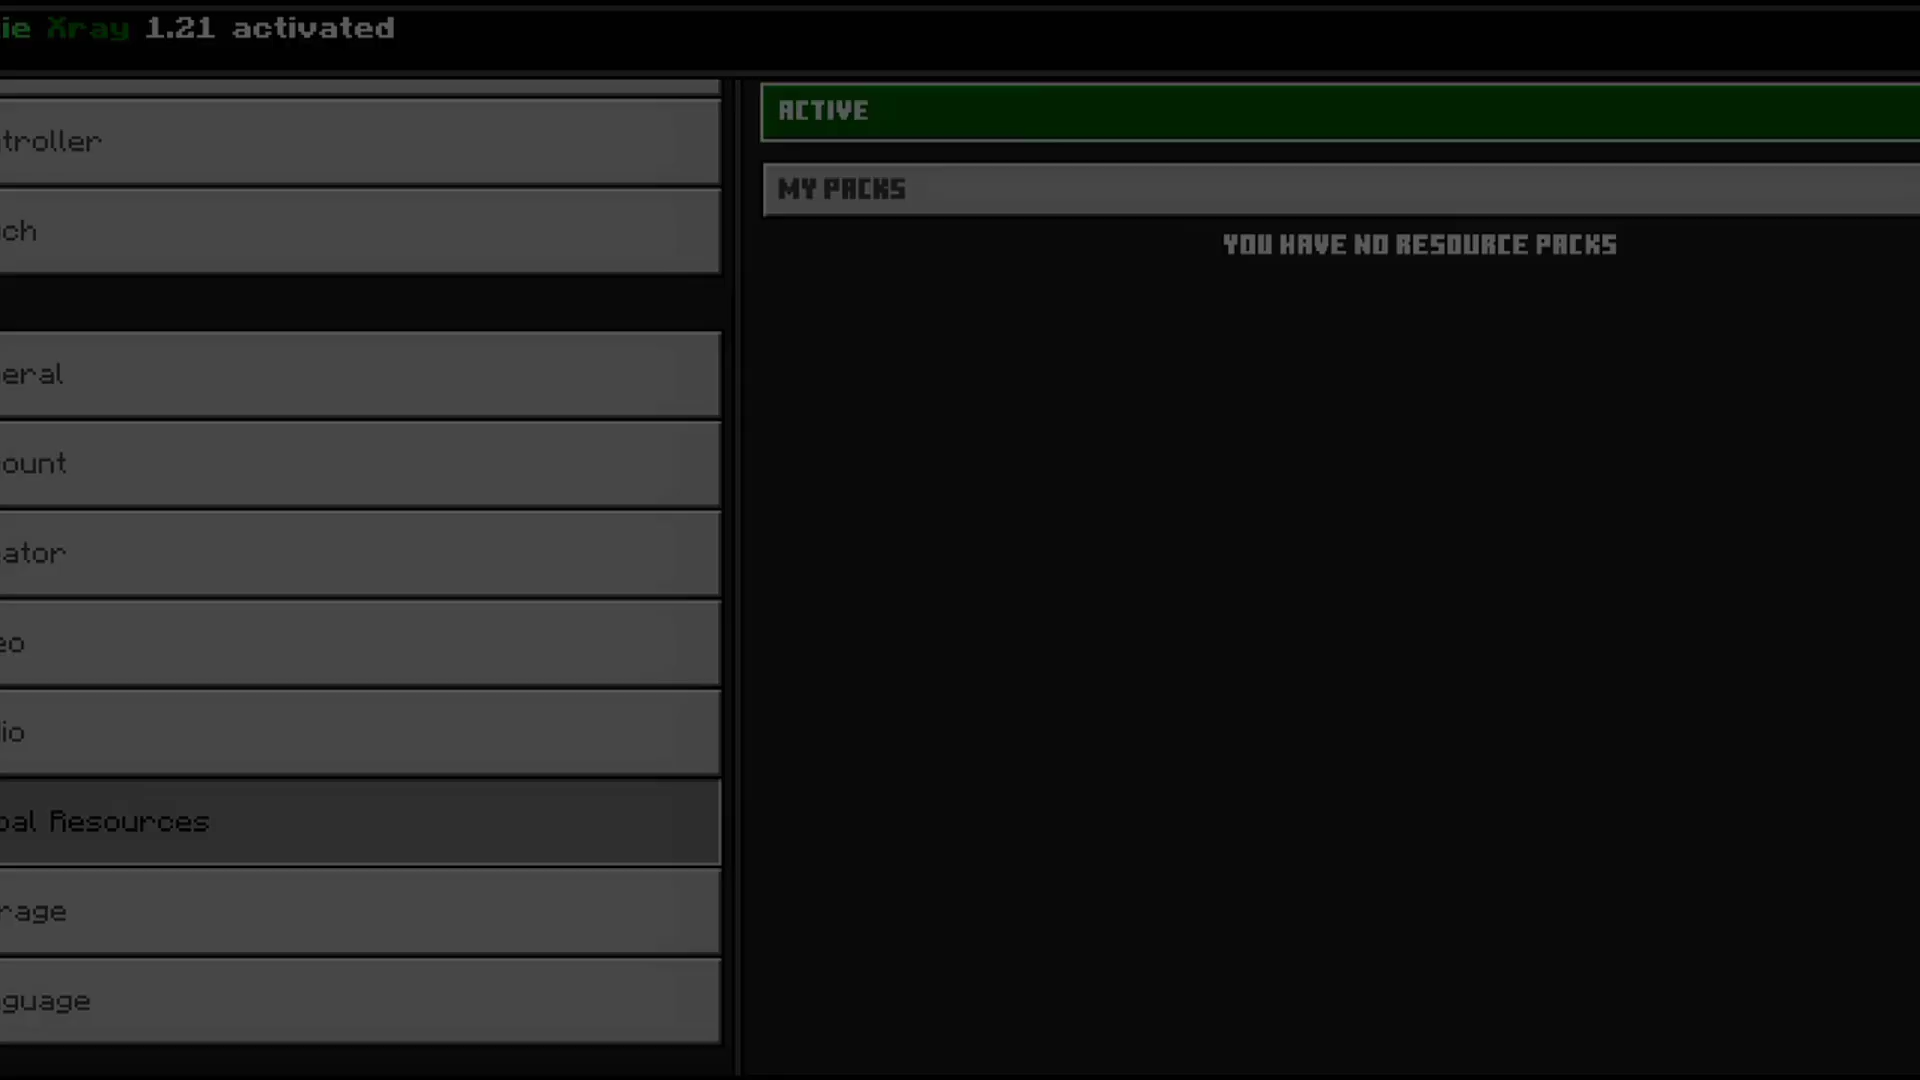 ie Xray 1.21 activated
troller
ch
eral
ount
ator
eo
io
bal Resources
rage
guage
ACTIVE
MY PACKS
YOU HAVE NO RESOURCE PACKS